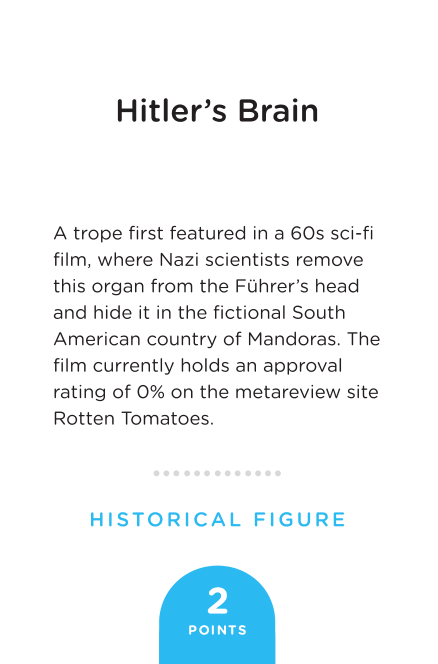 Hitler’s Brain
A trope first featured in a 60s sci-fi
film, where Nazi scientists remove
this organ from the Führer’s head
and hide it in the fictional South
American country of Mandoras. The
film currently holds an approval
rating of 0% on the metareview site
Rotten Tomatoes.
HISTORICAL FIGURE
2
POINTS